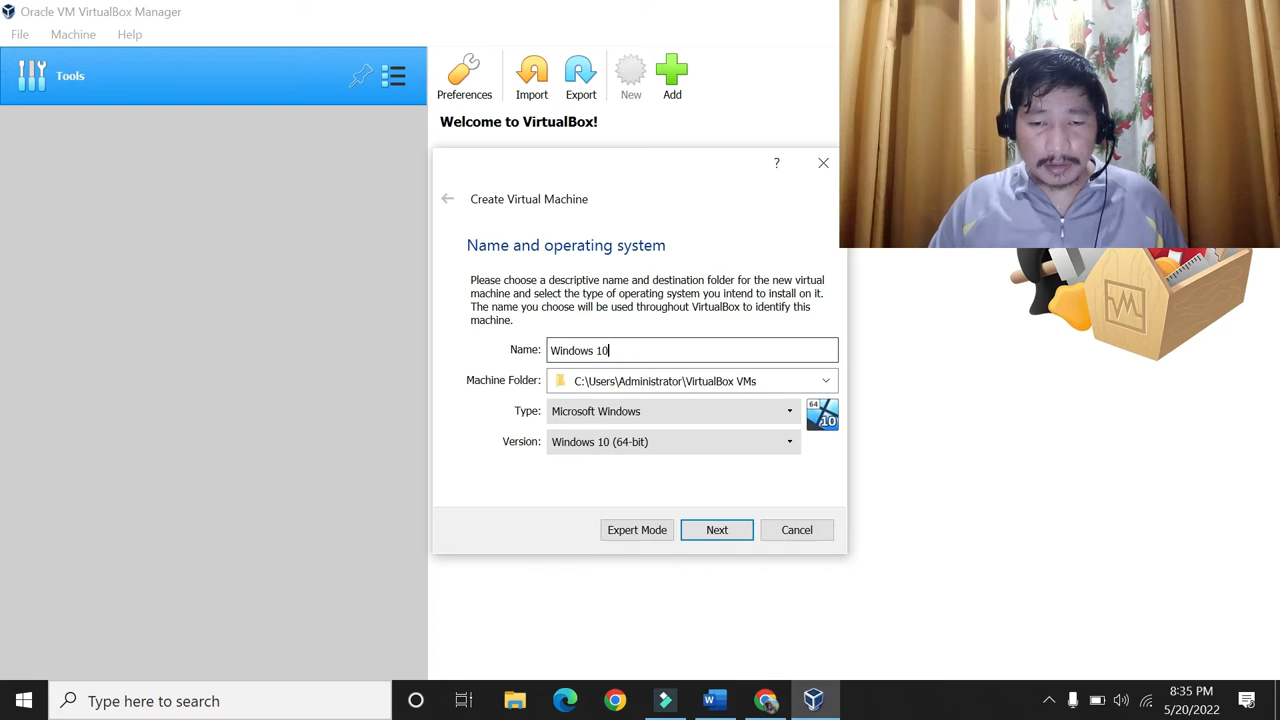 Oracle VM VirtualBox Manager
File Machine Help
Tools
Preferences Import Export New Add
Welcome to VirtualBox!
?
Create Virtual Machine
Name and operating system
Please choose a descriptive name and destination folder for the new virtual
machine and select the type of operating system you intend to install on it.
The name you choose will be used throughout VirtualBox to identify this
machine.
Name: Windows 10
Machine Folder: C:\Users\Administrator\VirtualBox VMs
Type: Microsoft Windows
64
10
Version: Windows 10 (64-bit)
Expert Mode Next Cancel
Type here to search
8:35 PM
5/20/2022